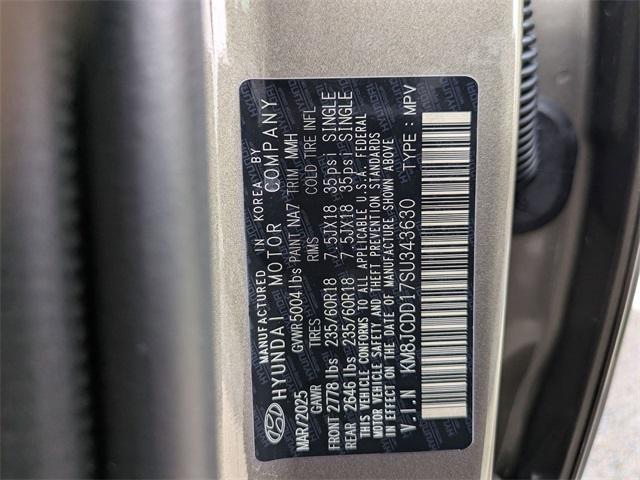 MANUFACTURED IN KOREA BY
HYUNDAI MOTOR COMPANY
MAR/2025 GVWR 5004 lbs PAINT NA7 TRIM MMH
GAWR TIRES RIMS COLD TIRE INFL
FRONT 2778 lbs 235/60R18 7.5JX18 35psi SINGLE
REAR 2646 lbs 235/60R18 7.5JX18 35psi SINGLE
THIS VEHICLE CONFORMS TO ALL APPLICABLE U.S.A. FEDERAL
MOTOR VEHICLE SAFETY AND THEFT PREVENTION STANDARDS
IN EFFECT ON THE DATE OF MANUFACTURE SHOWN ABOVE
V.I.N KM8JCDD17SU343630 TYPE : MPV